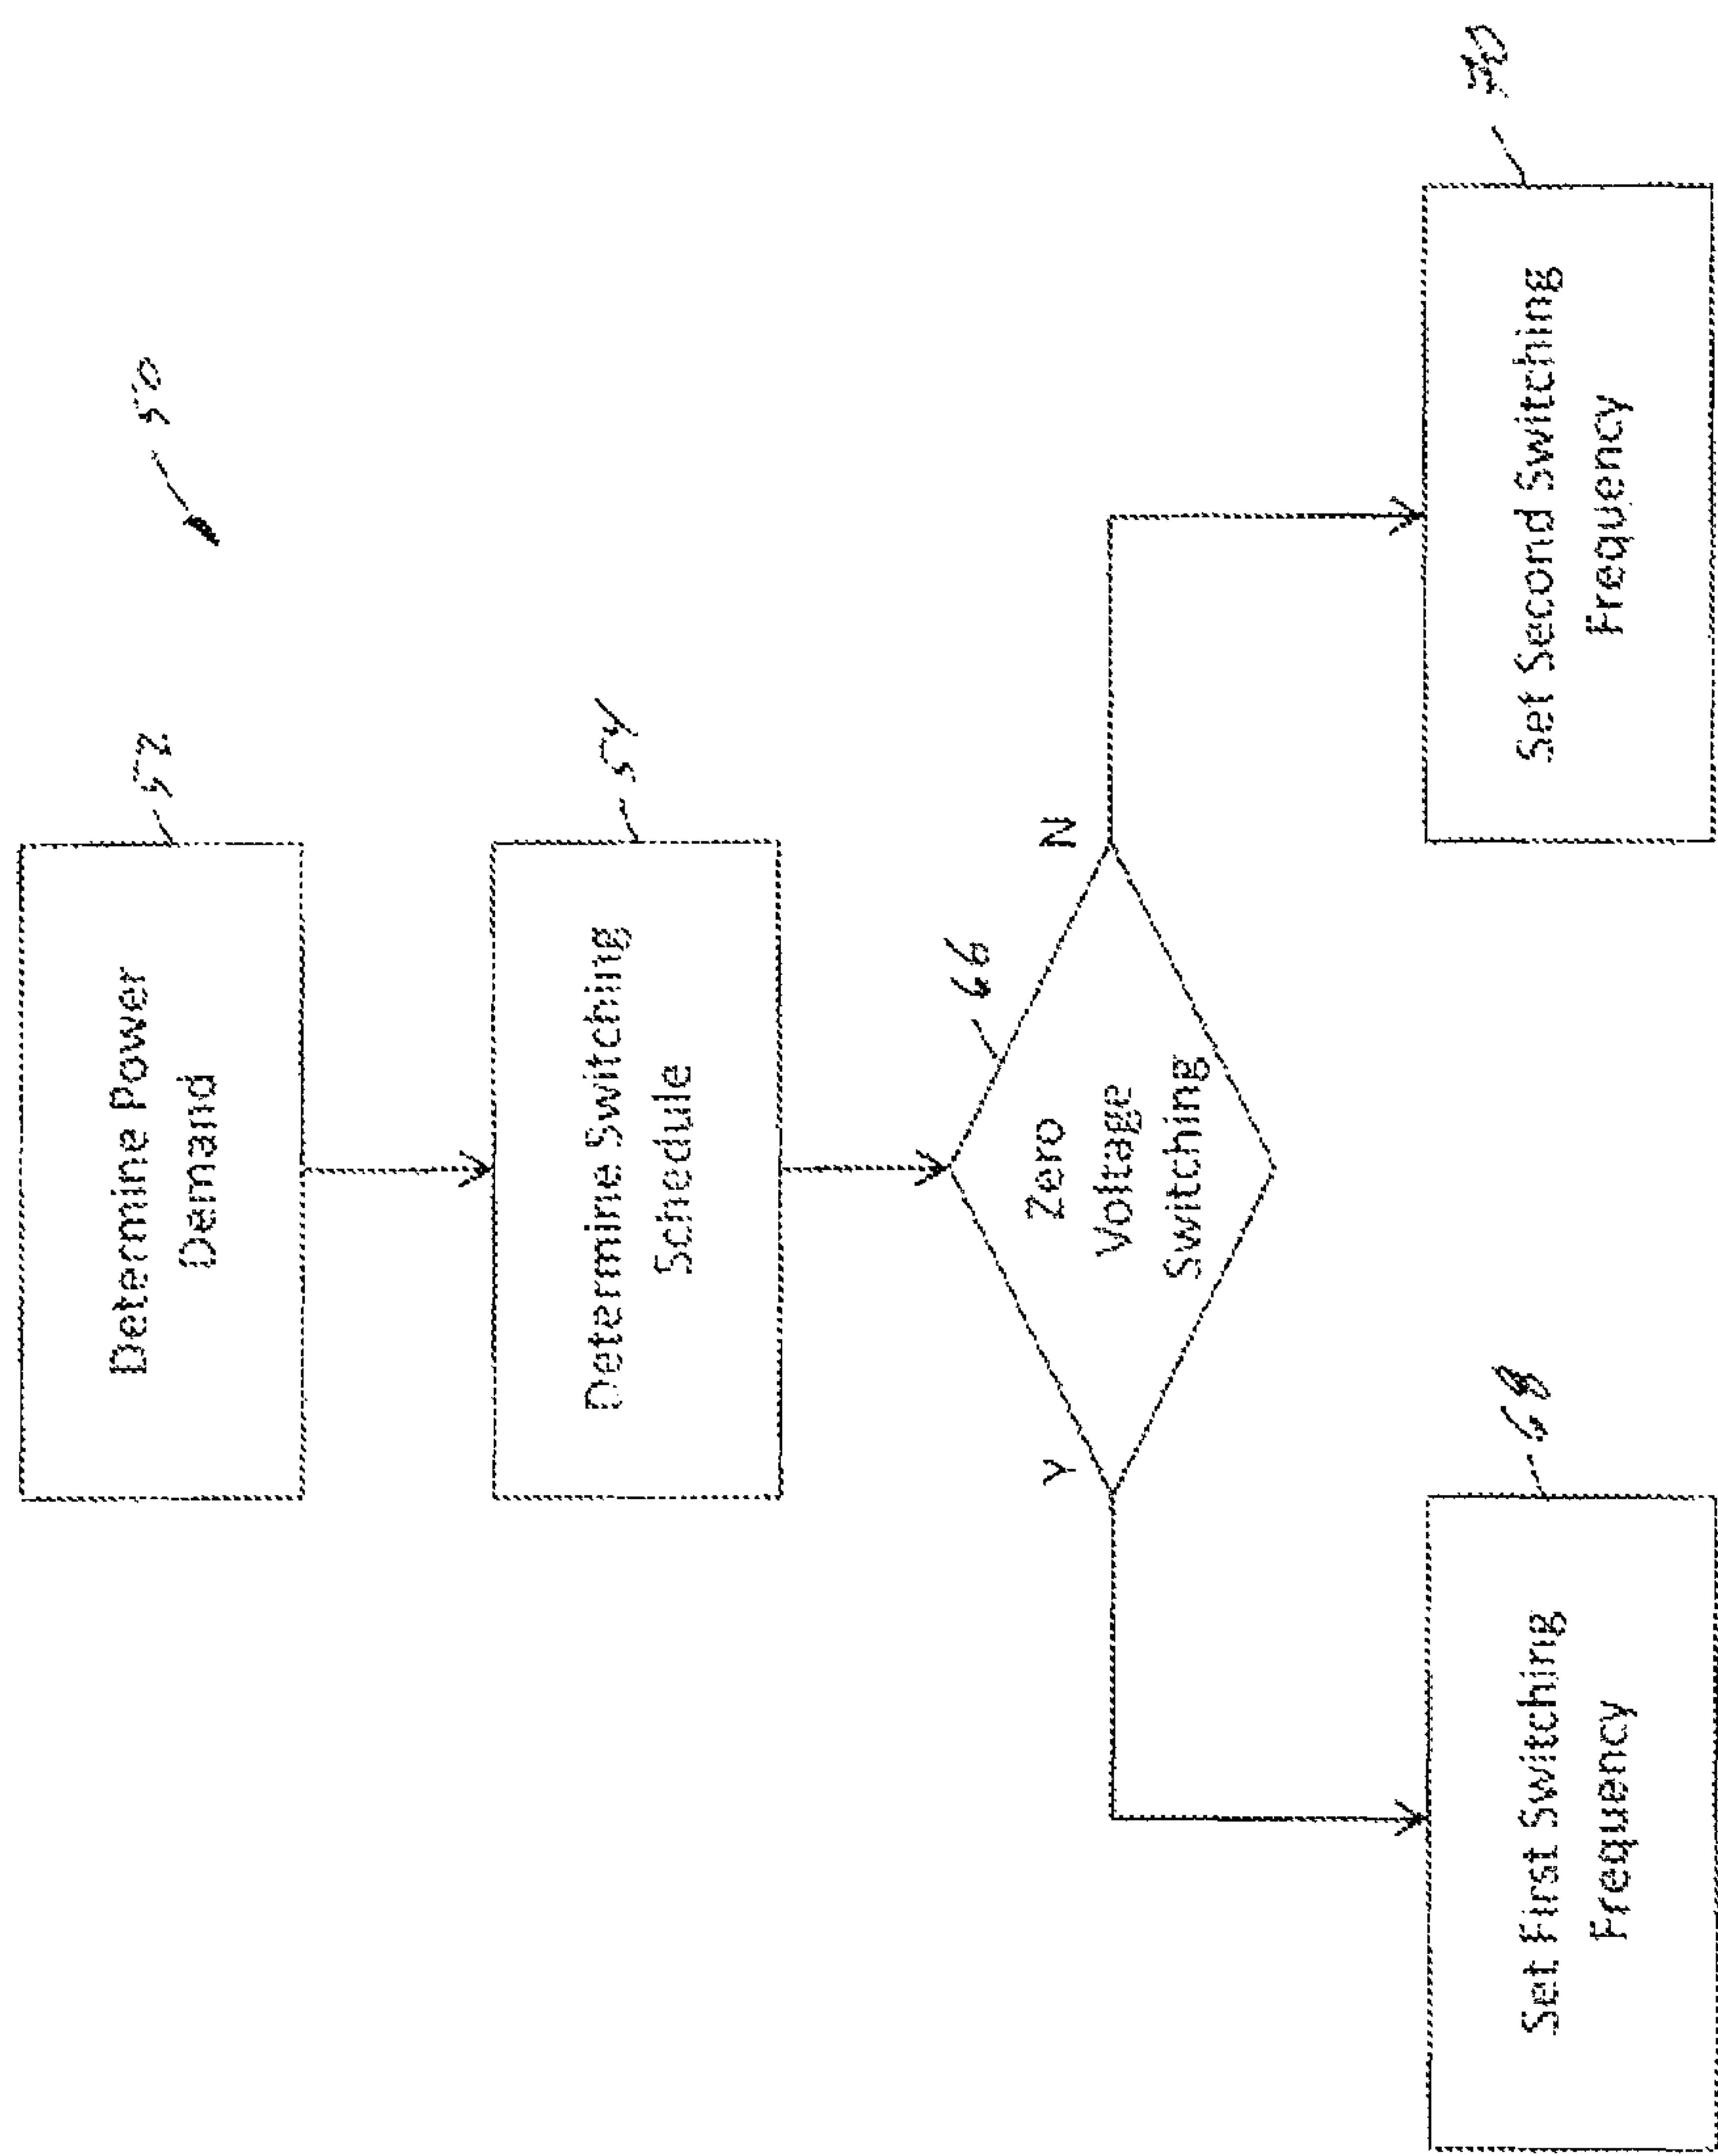 50
Determine Power
Demand
52
Determine Switching
Schedule
54
Zero
Voltage
Switching
66
Y
N
Set First Switching
Frequency
68
Set Second Switching
Frequency
70